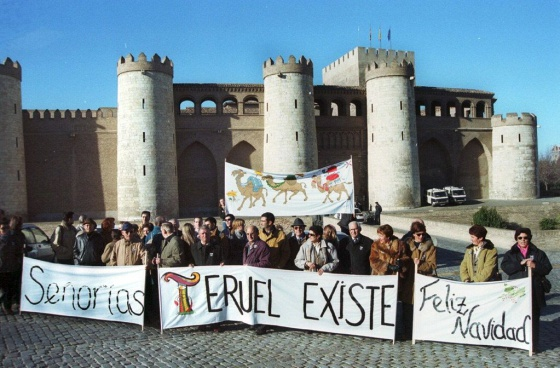 Señorías
TERUEL EXISTE
Feliz
Navidad